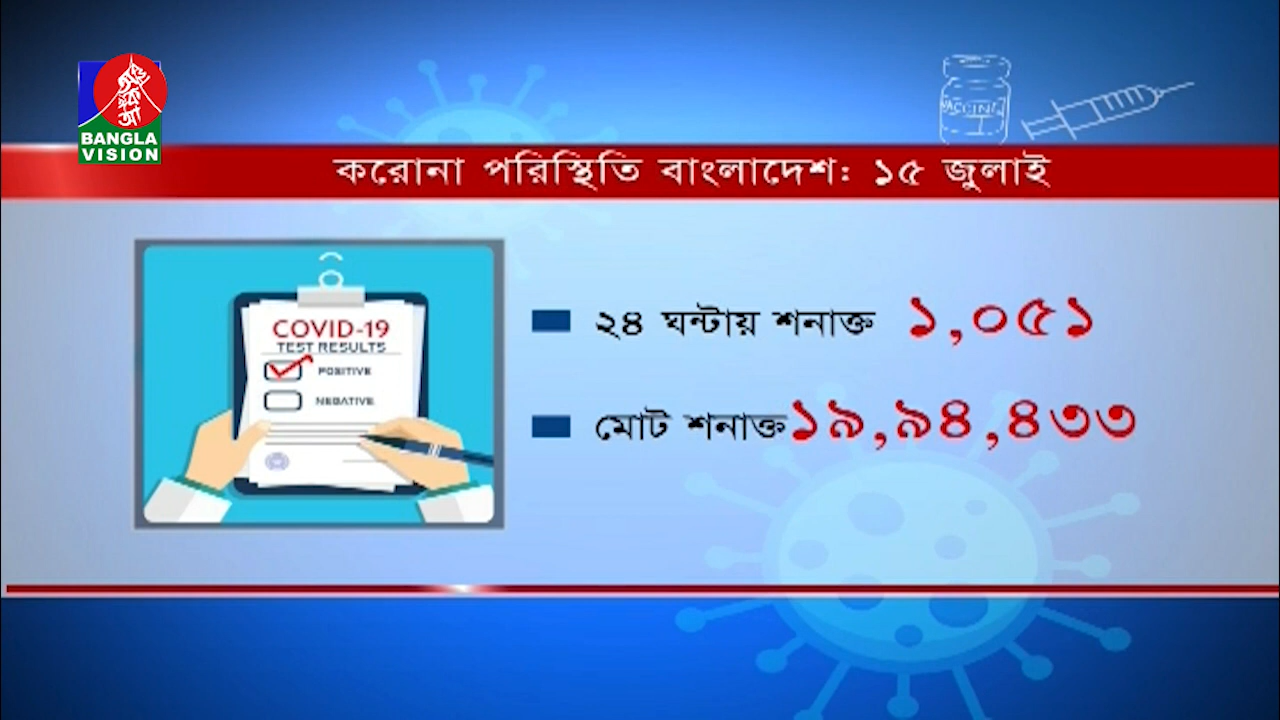 BANGLA
VISION
VACCINE
করোনা পরিস্থিতি বাংলাদেশ: ১৫ জুলাই
COVID-19
TEST RESULTS
POSITIVE
NEGATIVE
২৪ ঘন্টায় শনাক্ত ১,০৫১
মোট শনাক্ত ১৯,৯৪,৪৩৩